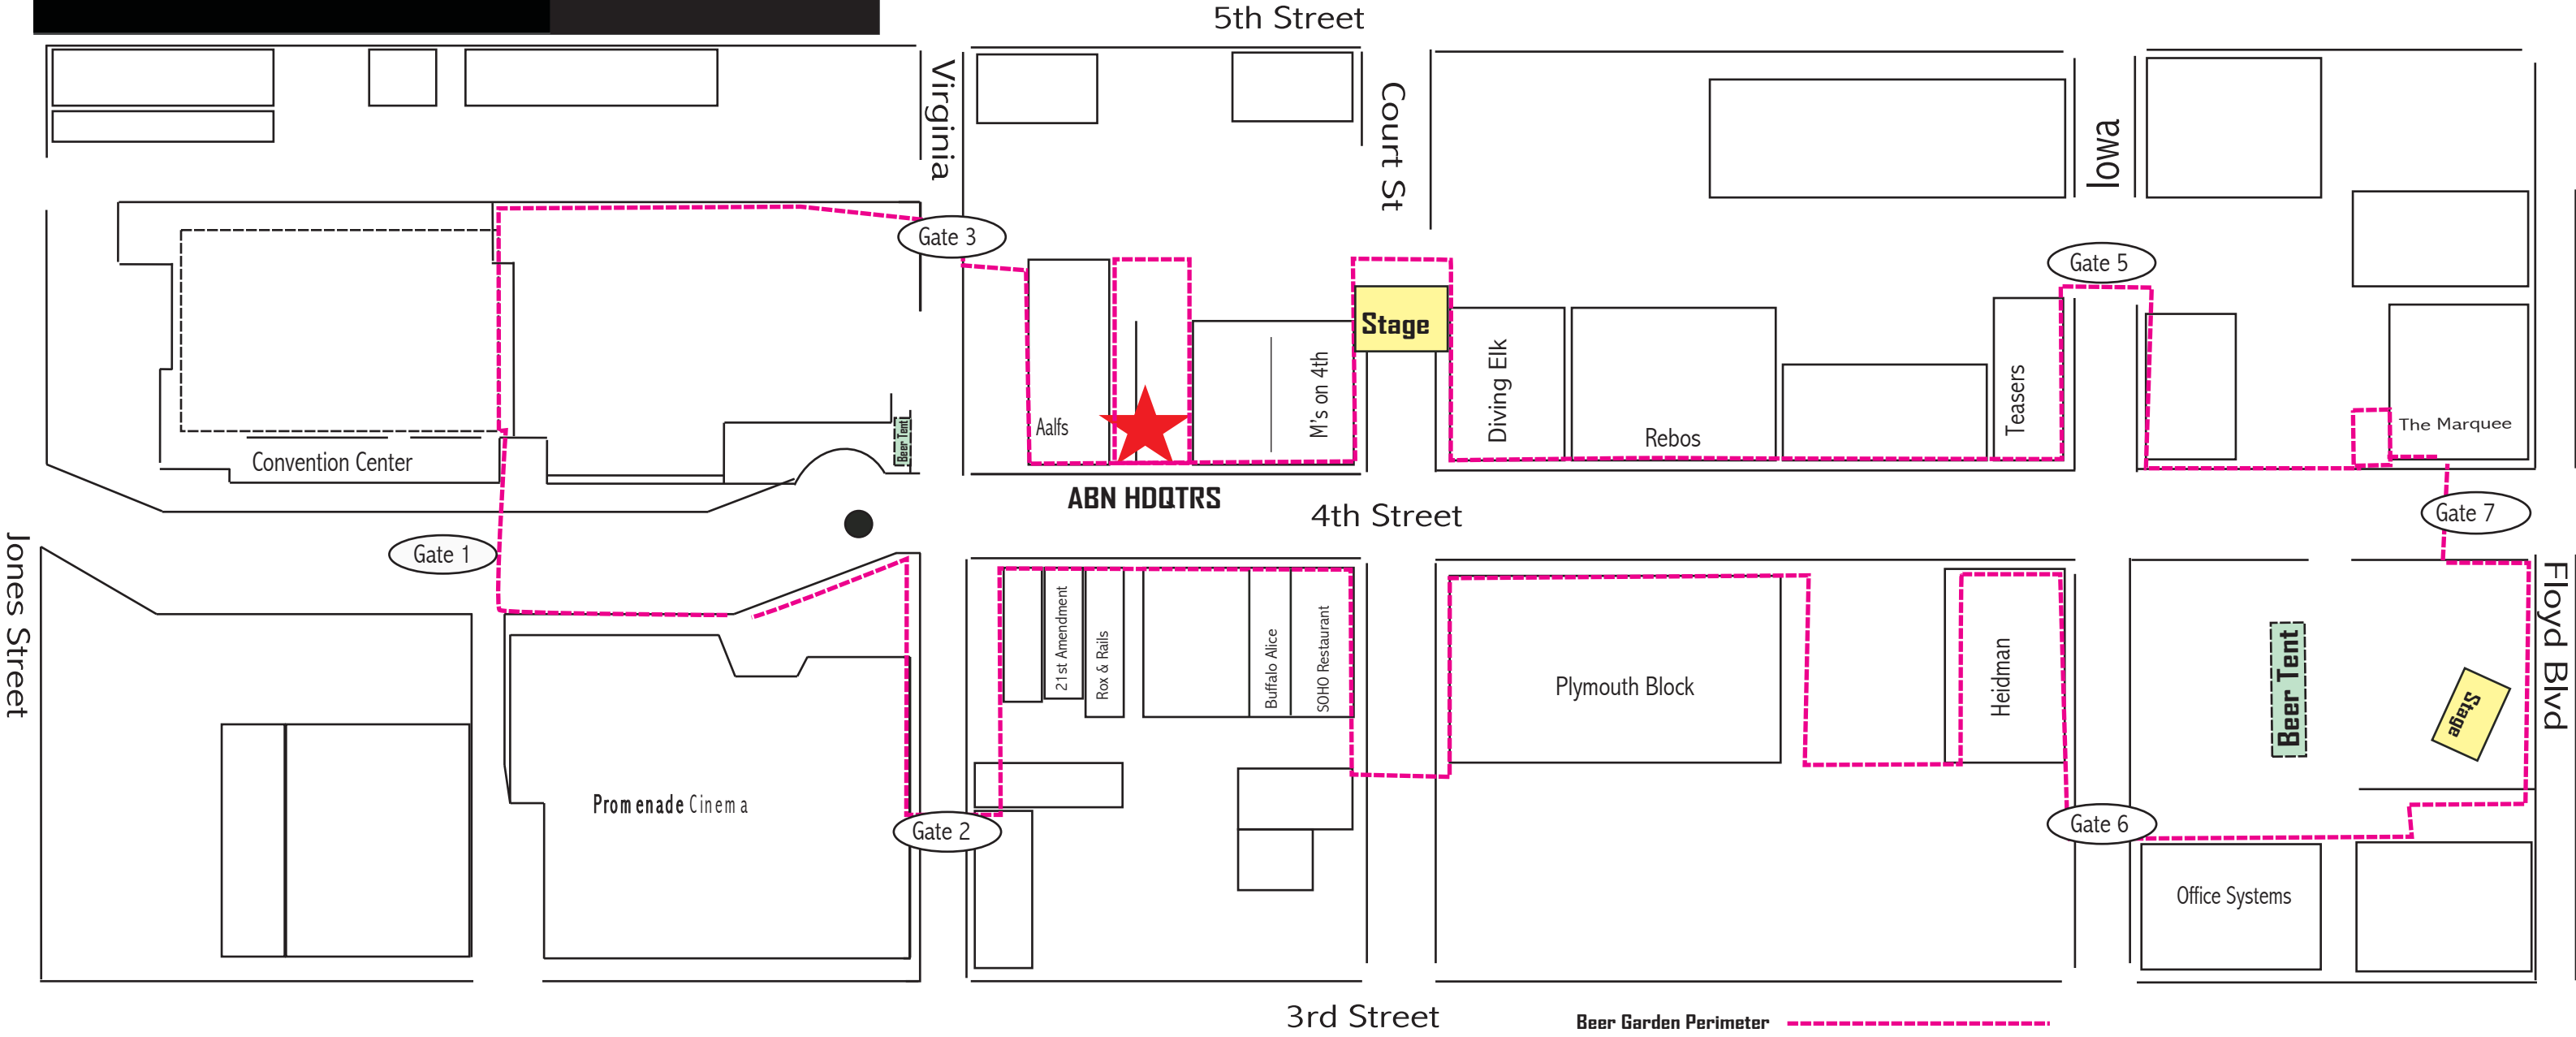 5th Street
Virginia
Court St
Iowa
Gate 3
Gate 5
Stage
Aalfs
M's on 4th
Diving Elk
Rebos
Teasers
The Marquee
Beer Tent
Convention Center
ABN HDQTRS
4th Street
Gate 7
Gate 1
Jones Street
21st Amendment
Rox & Rails
Buffalo Alice
SOHO Restaurant
Plymouth Block
Heidman
Beer Tent
Stage
Floyd Blvd
Promenade Cinema
Gate 2
Gate 6
Office Systems
3rd Street
Beer Garden Perimeter